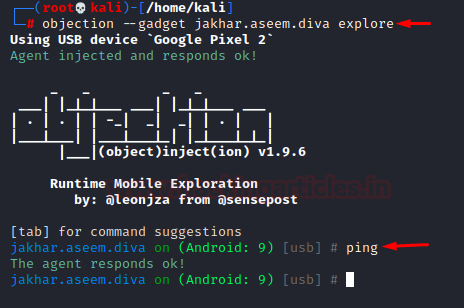 (root💀kali)-[/home/kali]
# objection --gadget jakhar.aseem.diva explore
Using USB device `Google Pixel 2`
Agent injected and responds ok!
objection
(object)inject(ion) v1.9.6
Runtime Mobile Exploration
by: @leonjza from @sensepost
[tab] for command suggestions
jakhar.aseem.diva on (Android: 9) [usb] # ping
The agent responds ok!
jakhar.aseem.diva on (Android: 9) [usb] #